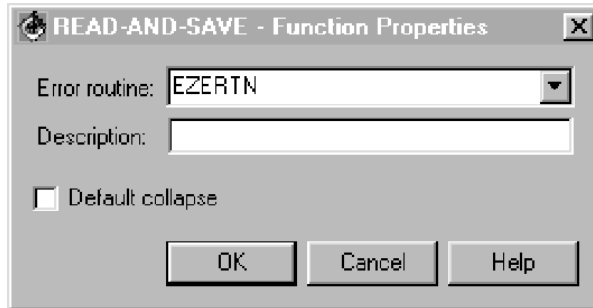 READ-AND-SAVE - Function Properties
Error routine: EZERTN
Description:
Default collapse
OK Cancel Help